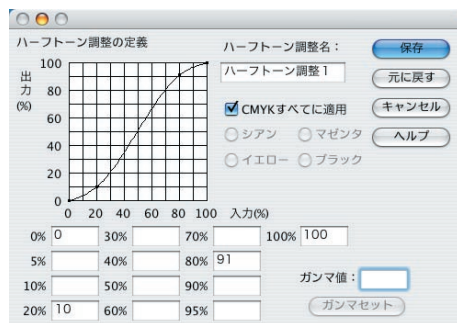 ハーフトーン調整の定義
ハーフトーン調整名：
保存
ハーフトーン調整 1
元に戻す
CMYKすべてに適用
キャンセル
シアン マゼンタ
ヘルプ
イエロー ブラック
出力(%)
100
80
60
40
20
0
0 20 40 60 80 100 入力(%)
0% 0 30% 70% 100% 100
5% 40% 80% 91
10% 50% 90%
ガンマ値：
20% 10 60% 95%
ガンマセット